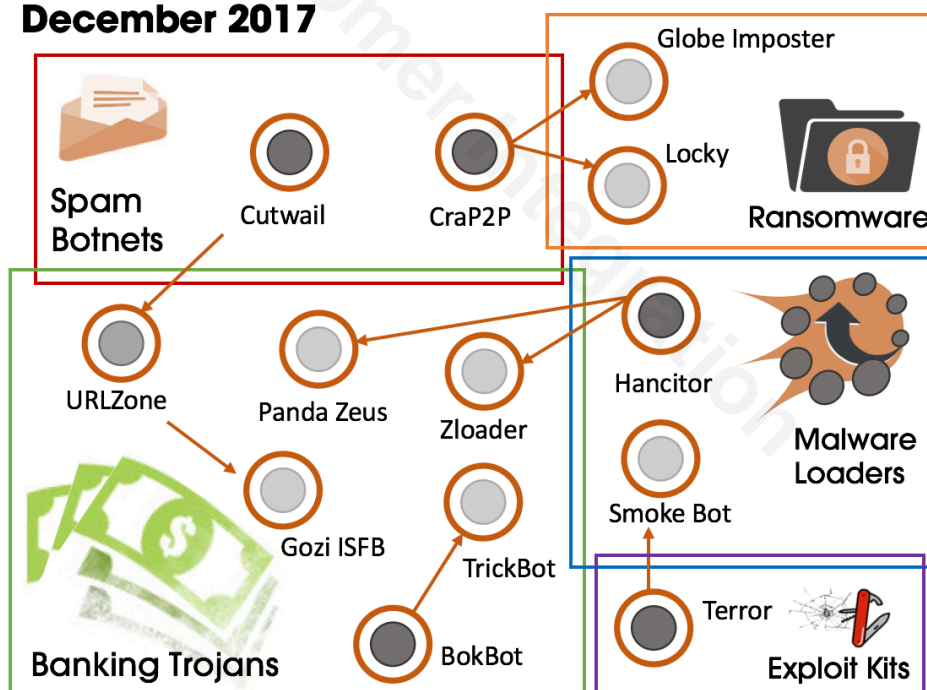 December 2017
Globe Imposter
Locky
Ransomware
Spam
Botnets
Cutwail
CraP2P
URLZone
Panda Zeus
Zloader
Hancitor
Malware
Loaders
Smoke Bot
Gozi ISFB
TrickBot
BokBot
Banking Trojans
Terror
Exploit Kits